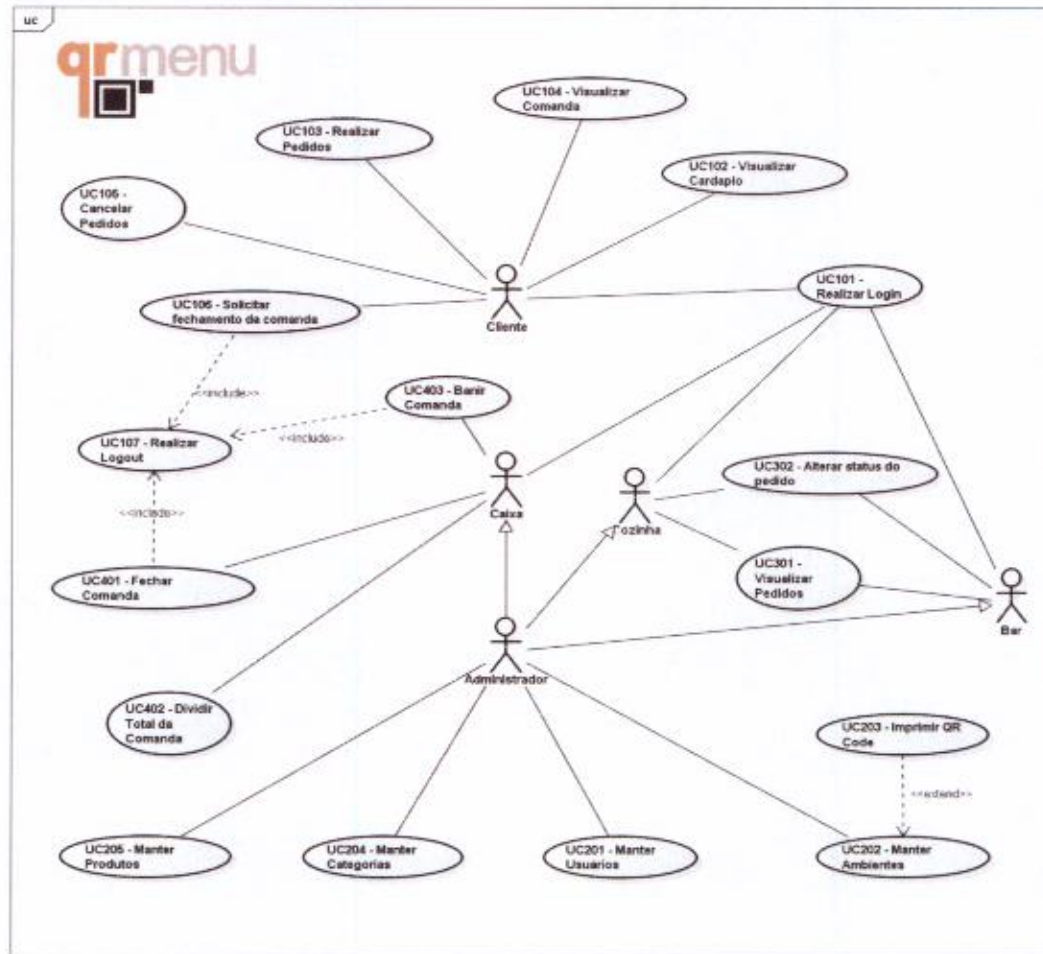 uc
qrmenu
UC104 - Visualizar
Comanda
UC103 - Realizar
Pedidos
UC102 - Visualizar
Cardapio
UC105 -
Cancelar
Pedidos
UC101 -
Realizar Login
UC106 - Solicitar
fechamento da comanda
Cliente
<<include>>
UC403 - Banir
Comanda
<<include>>
UC107 - Realizar
Logout
UC302 - Alterar status do
pedido
<<include>>
Caixa
Cozinha
UC401 - Fechar
Comanda
UC301 -
Visualizar
Pedidos
Bar
Administrador
UC402 - Dividir
Total da
Comanda
UC203 - Imprimir QR
Code
<<extend>>
UC205 - Manter
Produtos
UC204 - Manter
Categorias
UC201 - Manter
Usuarios
UC202 - Manter
Ambientes